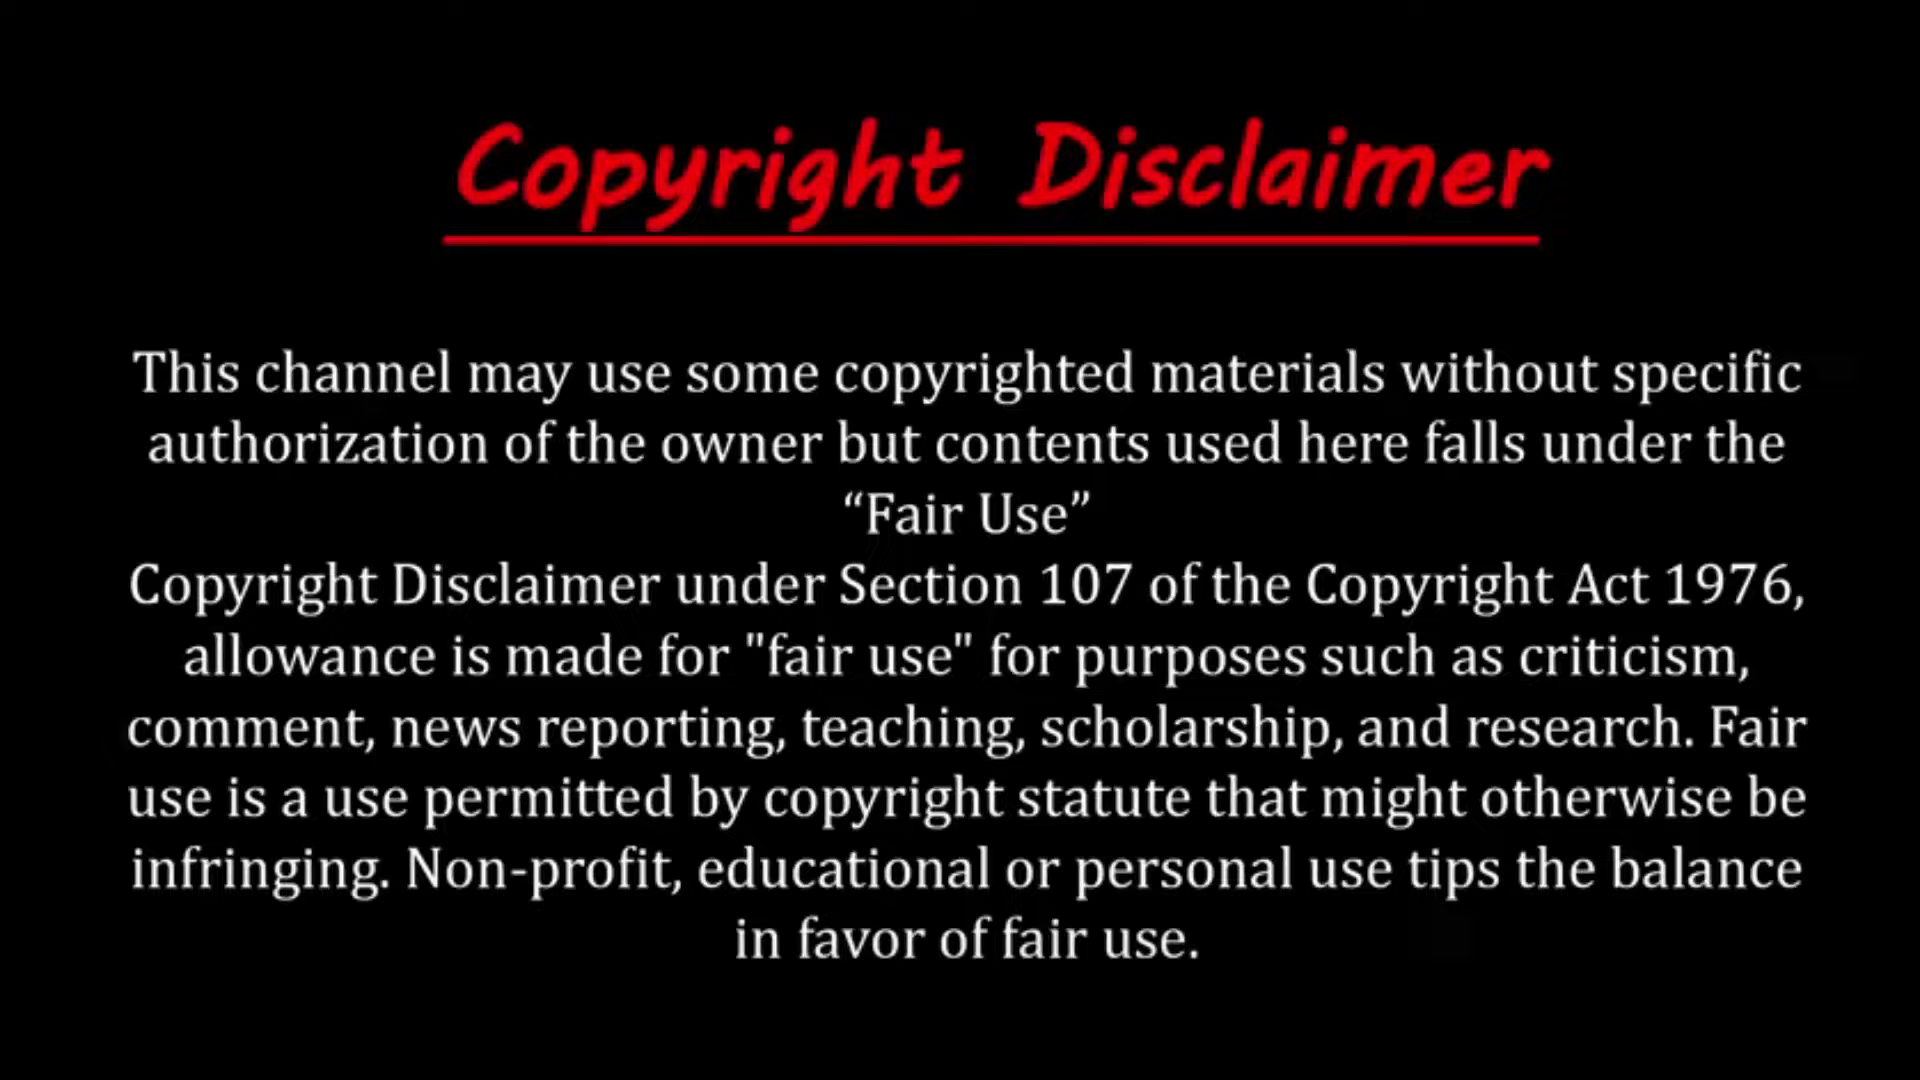 Copyright Disclaimer
This channel may use some copyrighted materials without specific
authorization of the owner but contents used here falls under the
“Fair Use”
Copyright Disclaimer under Section 107 of the Copyright Act 1976,
allowance is made for "fair use" for purposes such as criticism,
comment, news reporting, teaching, scholarship, and research. Fair
use is a use permitted by copyright statute that might otherwise be
infringing. Non-profit, educational or personal use tips the balance
in favor of fair use.